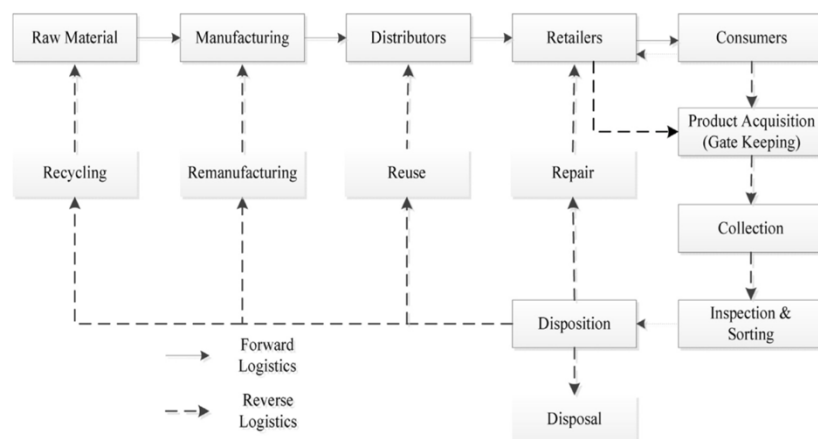 Raw Material
Manufacturing
Distributors
Retailers
Consumers
Product Acquisition
(Gate Keeping)
Recycling
Remanufacturing
Reuse
Repair
Collection
Disposition
Inspection &
Sorting
Forward
Logistics
Reverse
Logistics
Disposal